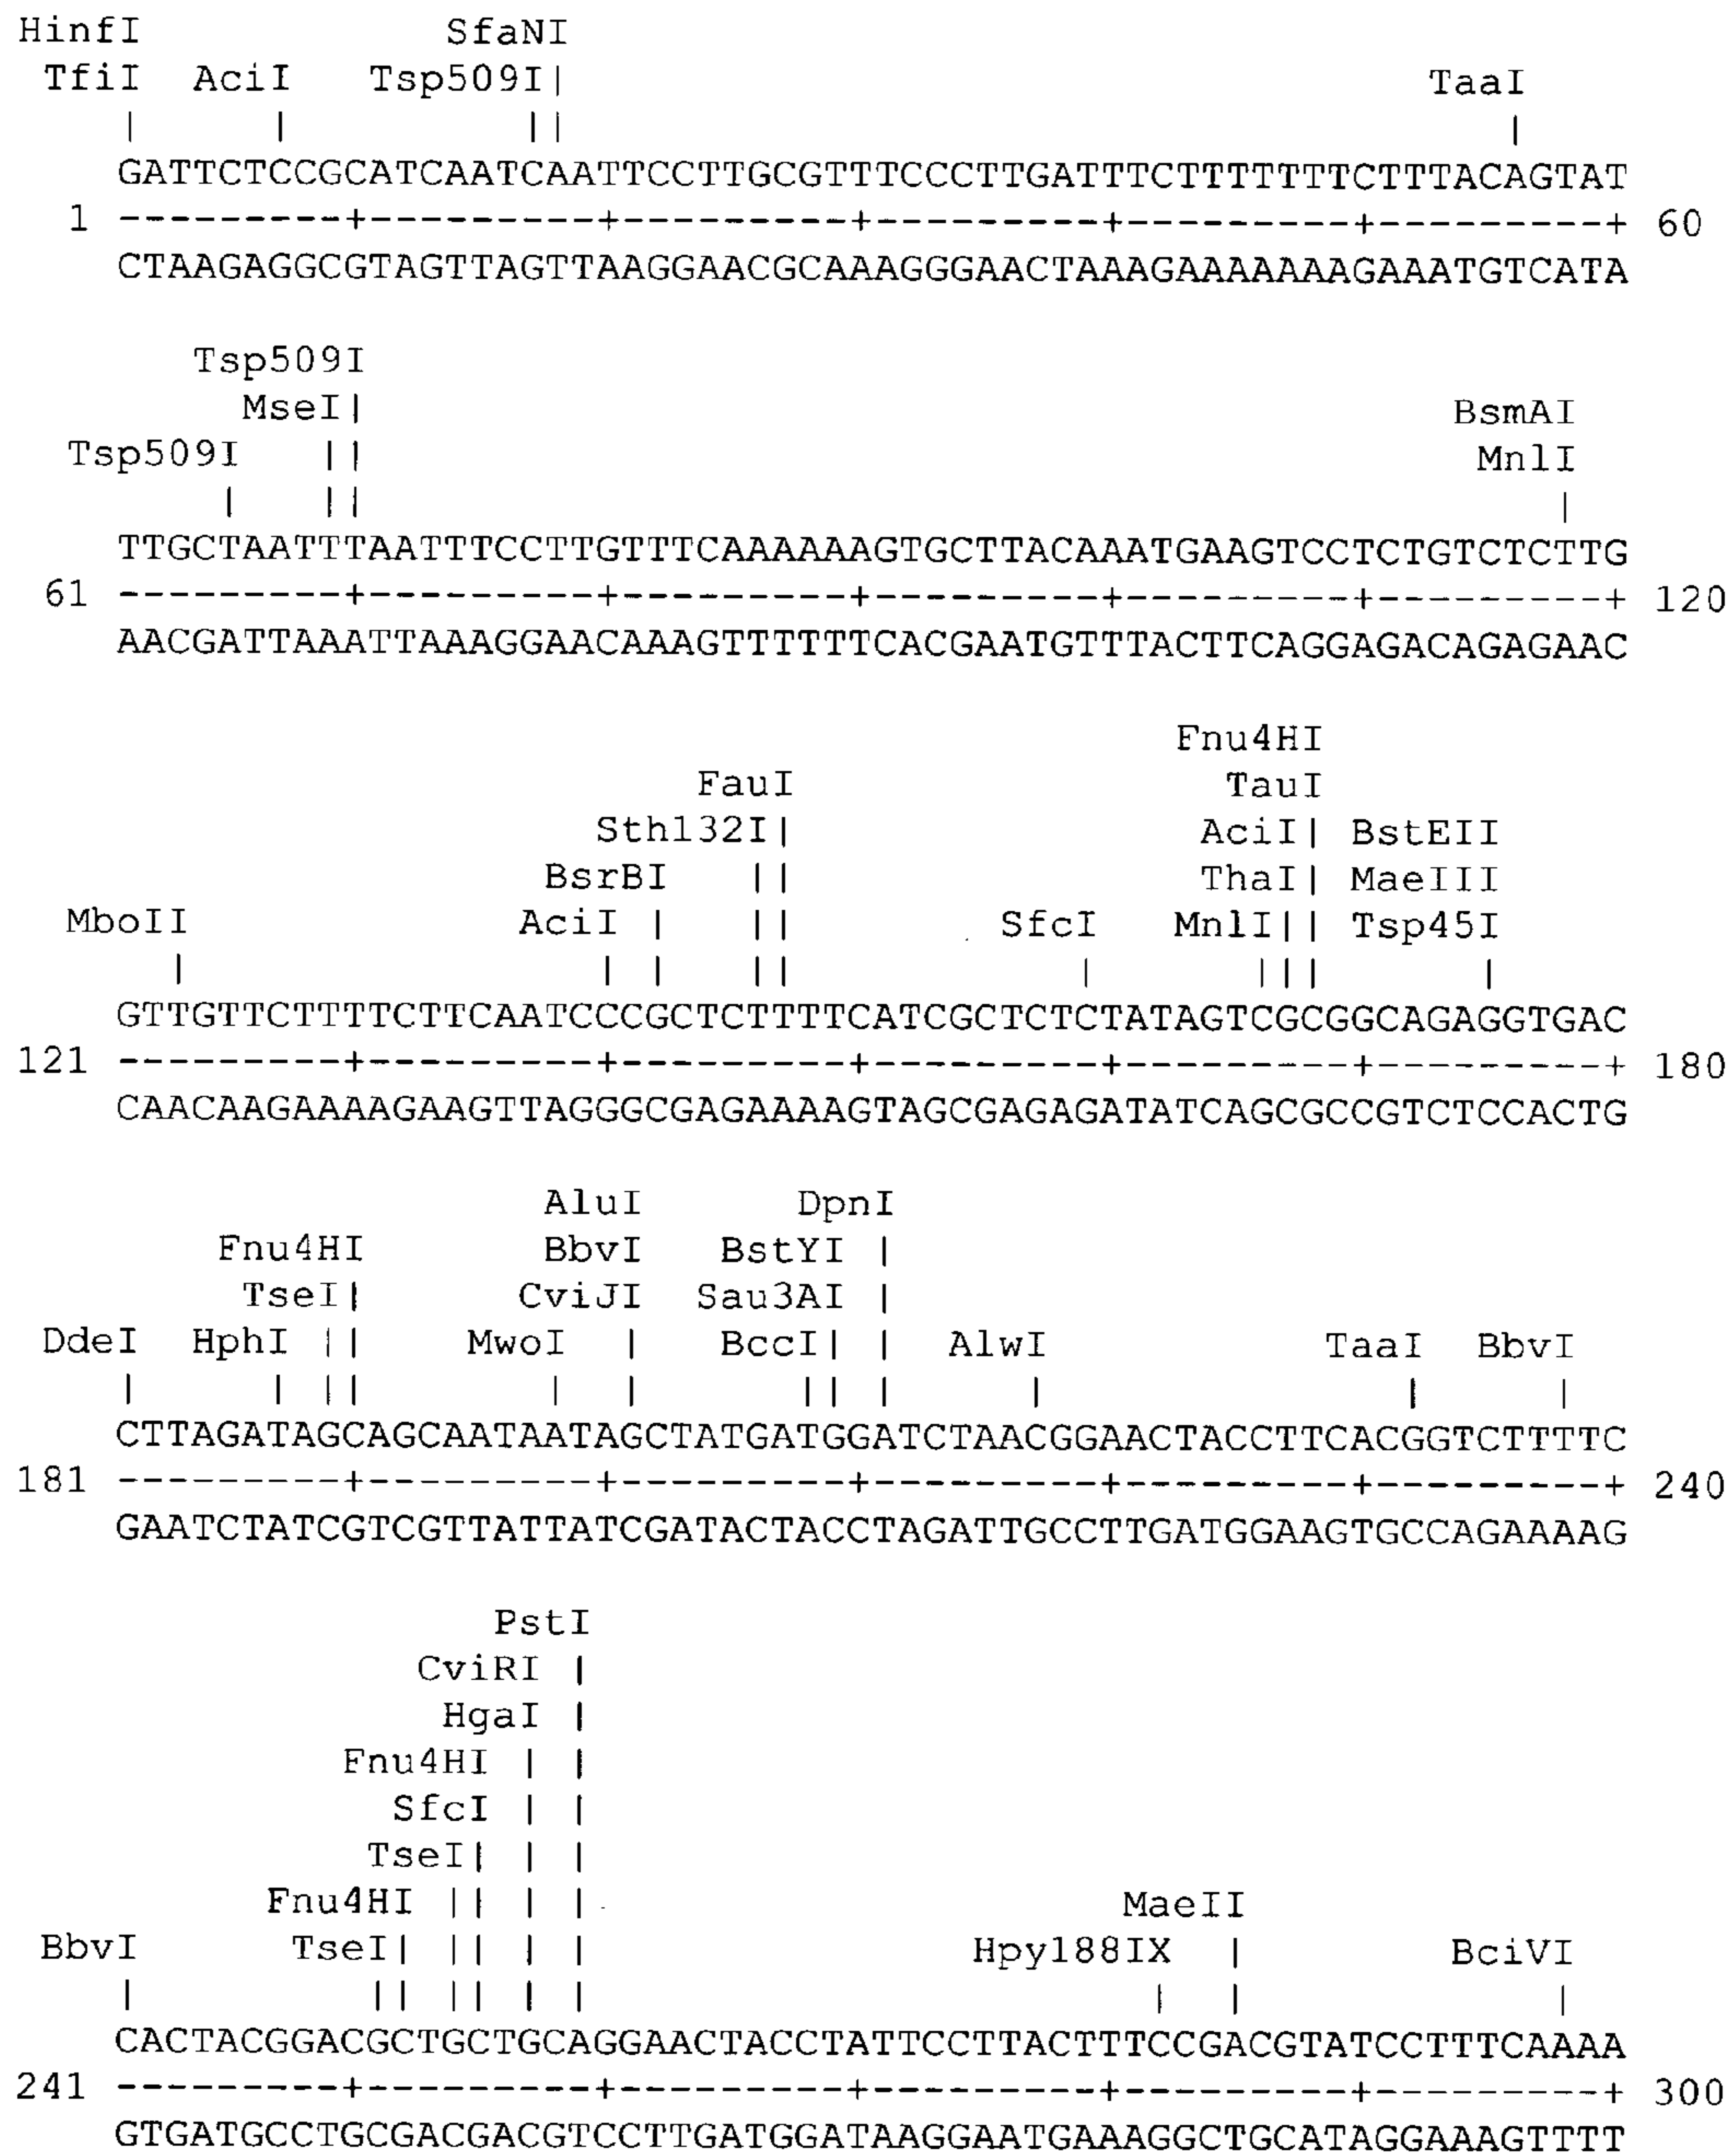 HinfI SfaNI
TfiI AciI Tsp509I| TaaI
| | || |
GATTCTCCGCATCAATCAATTCCTTGCGTTTCCCTTGATTTCTTTTTTTCTTTACAGTAT
1 ---------+---------+---------+---------+---------+---------+ 60
CTAAGAGGCGTAGTTAGTTAAGGAACGCAAAGGGAACTAAAGAAAAAAAGAAATGTCATA
Tsp509I
MseI| BsmAI
Tsp509I || MnlI
| || |
TTGCTAATTTAATTTCCTTGTTTCAAAAAAGTGCTTACAAATGAAGTCCTCTGTCTCTTG
61 ---------+---------+---------+---------+---------+---------+ 120
AACGATTAAATTAAAGGAACAAAGTTTTTTCACGAATGTTTACTTCAGGAGACAGAGAAC
Fnu4HI
FauI TauI
Sth132I| AciI| BstEII
BsrBI || ThaI| MaeIII
MboII AciI | || SfcI MnlI|| Tsp45I
| | | || | ||| |
GTTGTTCTTTTCTTCAATCCCGCTCTTTTCATCGCTCTCTATAGTCGCGGCAGAGGTGAC
121 ---------+---------+---------+---------+---------+---------+ 180
CAACAAGAAAAGAAGTTAGGGCGAGAAAAGTAGCGAGAGATATCAGCGCCGTCTCCACTG
AluI DpnI
Fnu4HI BbvI BstYI |
TseI| CviJI Sau3AI |
DdeI HphI || MwoI | BccI| | AlwI TaaI BbvI
| | || | | || | | | |
CTTAGATAGCAGCAATAATAGCTATGATGGATCTAACGGAACTACCTTCACGGTCTTTTC
181 ---------+---------+---------+---------+---------+---------+ 240
GAATCTATCGTCGTTATTATCGATACTACCTAGATTGCCTTGATGGAAGTGCCAGAAAAG
PstI
CviRI |
HgaI |
Fnu4HI | |
SfcI | |
TseI| | |
Fnu4HI || | | MaeII
BbvI TseI| || | | Hpy188IX | BciVI
| || || | | | | |
CACTACGGACGCTGCTGCAGGAACTACCTATTCCTTACTTTCCGACGTATCCTTTCAAAA
241 ---------+---------+---------+---------+---------+---------+ 300
GTGATGCCTGCGACGACGTCCTTGATGGATAAGGAATGAAAGGCTGCATAGGAAAGTTTT